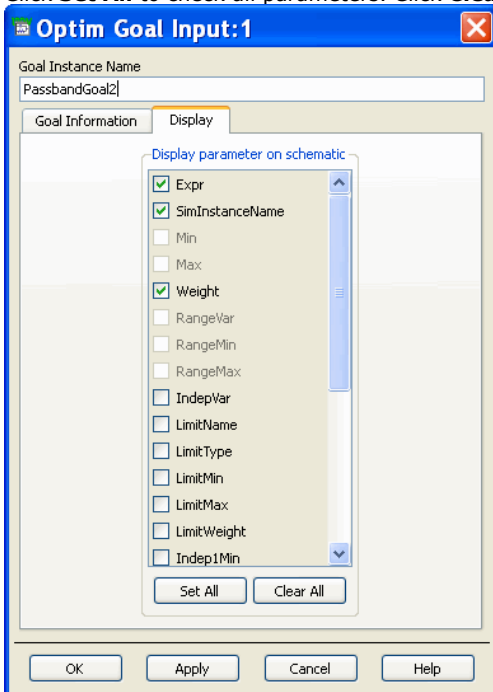 Optim Goal Input:1
Goal Instance Name
PassbandGoal2
Goal Information Display
Display parameter on schematic
Expr
SimInstanceName
Min
Max
Weight
RangeVar
RangeMin
RangeMax
IndepVar
LimitName
LimitType
LimitMin
LimitMax
LimitWeight
Indep1Min
Set All Clear All
OK Apply Cancel Help